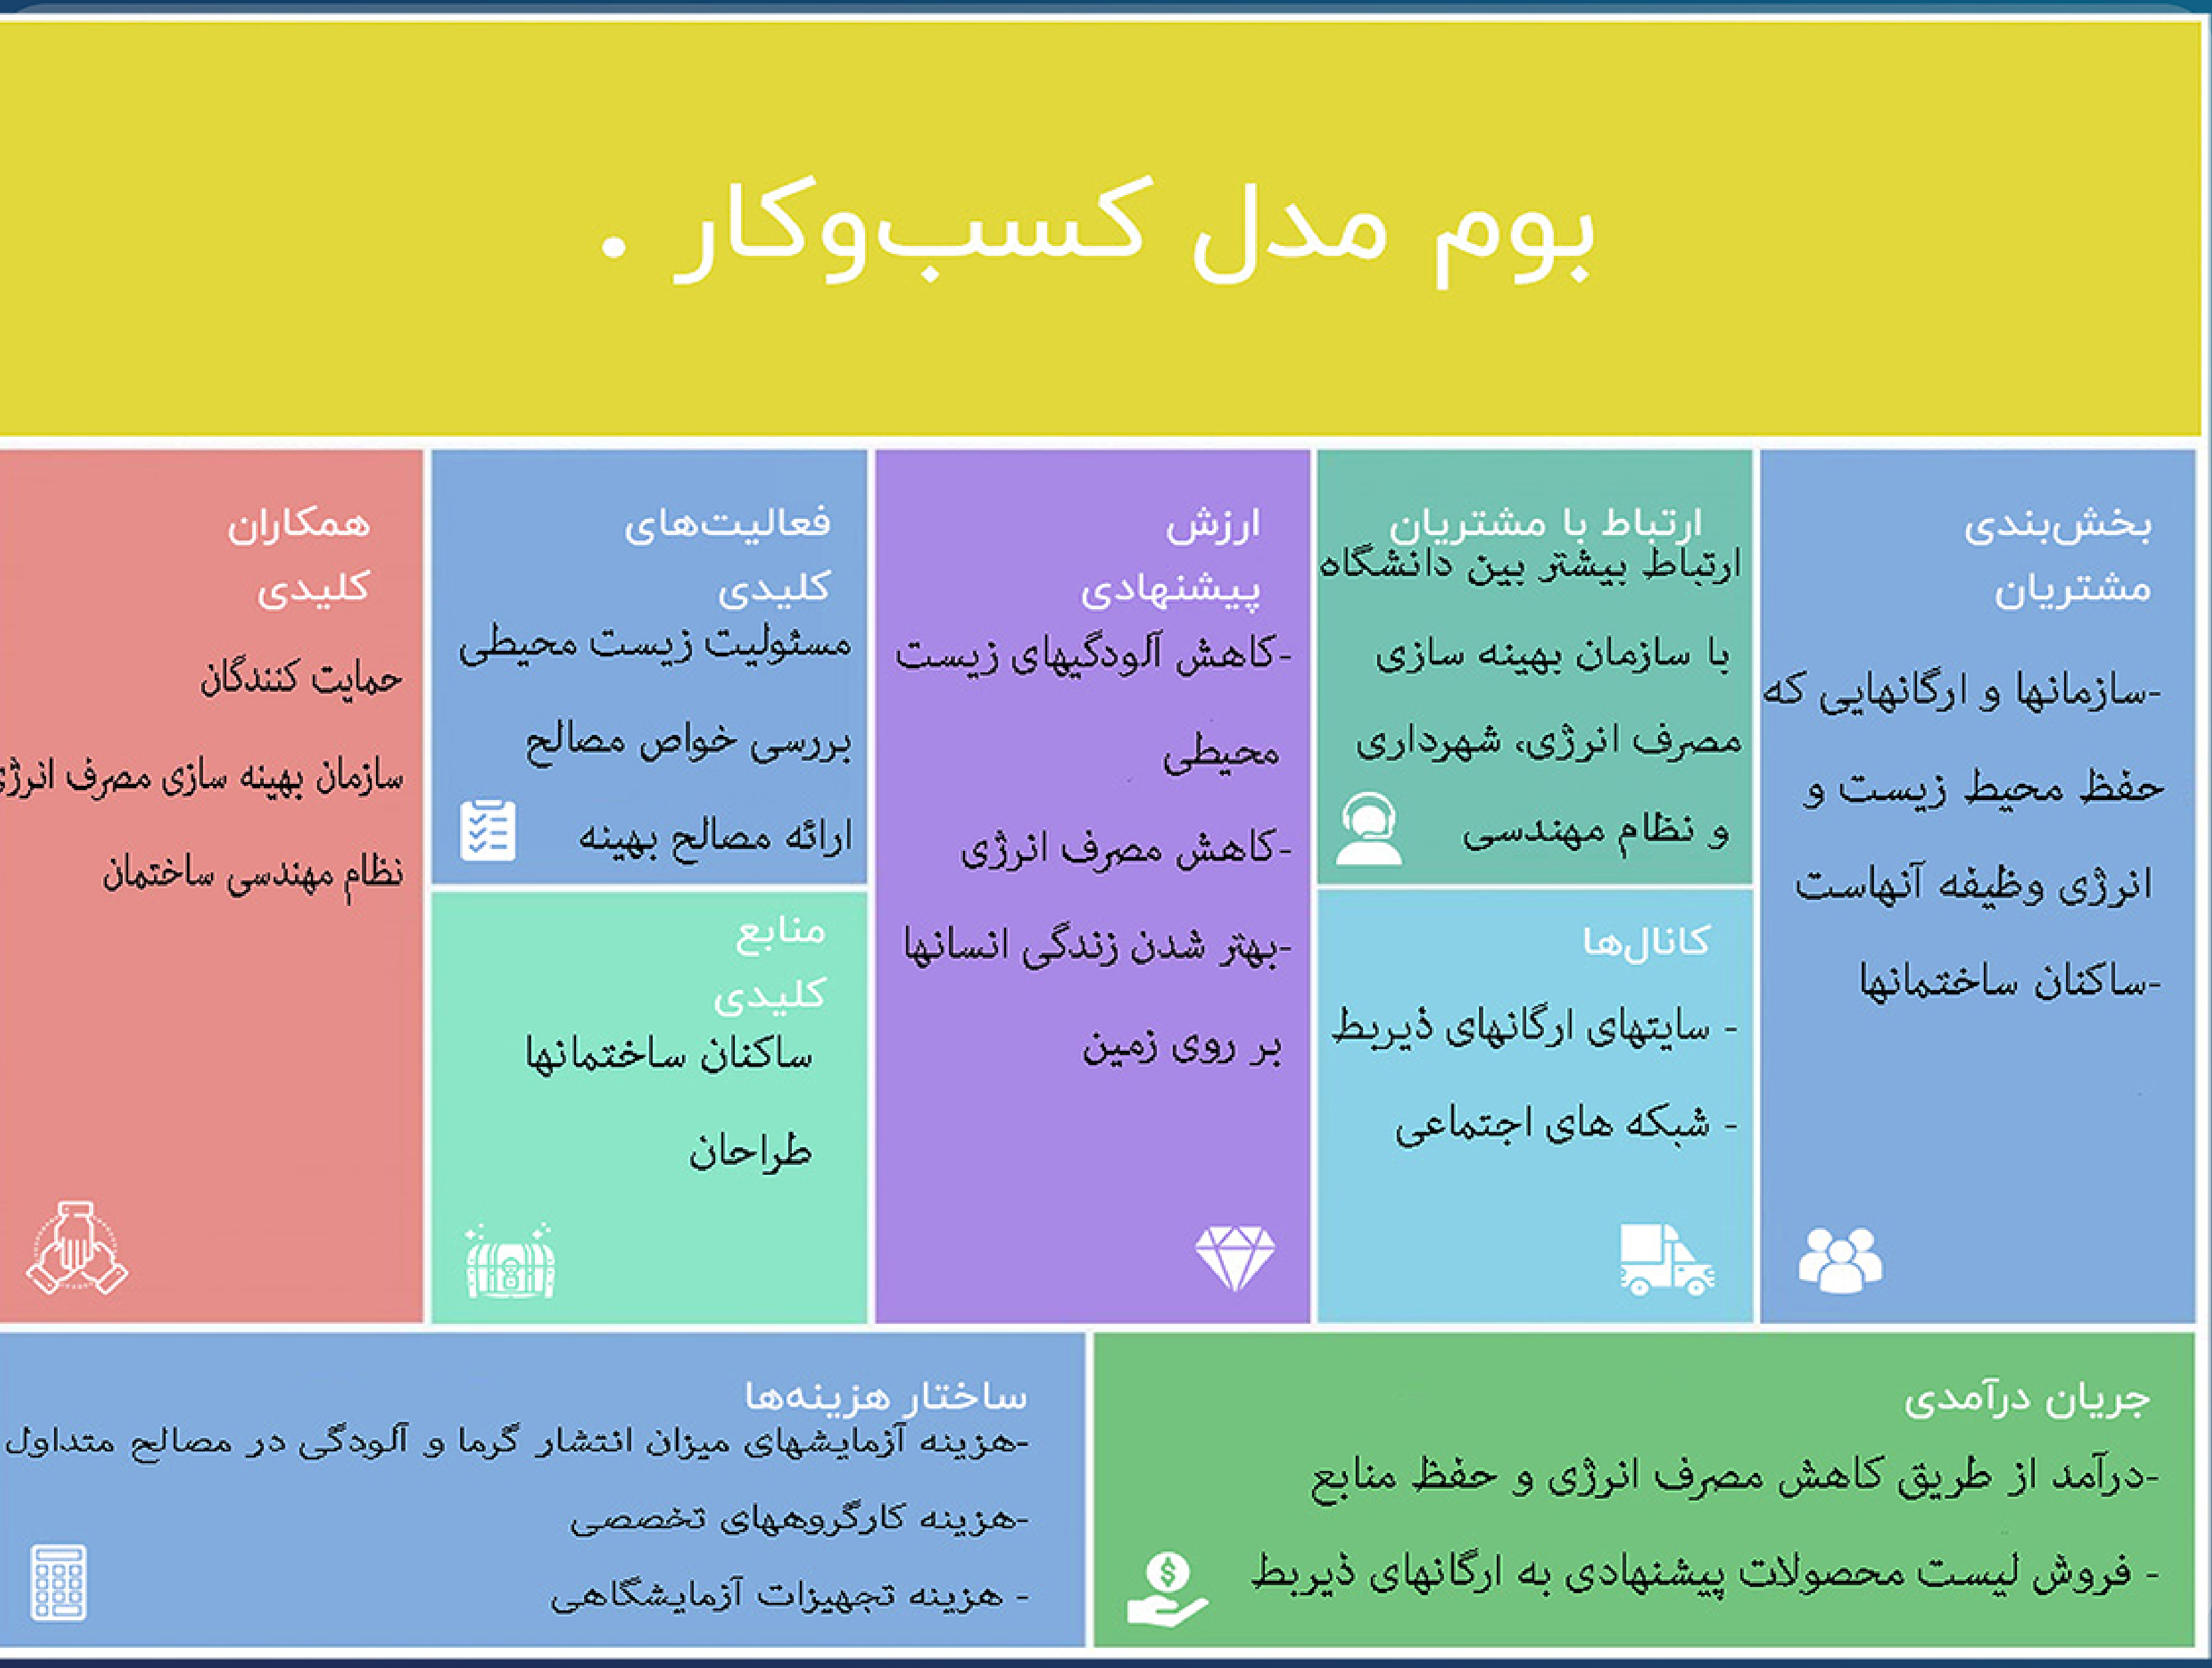 بوم مدل کسب‌وکار .
بخش‌بندی
مشتریان
-سازمانها و ارگانهایی که
حفظ محیط زیست و
انرژی وظیفه آنهاست
-ساکنان ساختمانها
ارتباط با مشتریان
ارتباط بیشتر بین دانشگاه
با سازمان بهینه سازی
مصرف انرژی، شهرداری
و نظام مهندسی
کانال‌ها
- سایتهای ارگانهای ذیربط
- شبکه های اجتماعی
ارزش
پیشنهادی
-کاهش آلودگیهای زیست
محیطی
-کاهش مصرف انرژی
-بهتر شدن زندگی انسانها
بر روی زمین
فعالیت‌های
کلیدی
مسئولیت زیست محیطی
بررسی خواص مصالح
ارائه مصالح بهینه
منابع
کلیدی
ساکنان ساختمانها
طراحان
همکاران
کلیدی
حمایت کنندگان
سازمان بهینه سازی مصرف انرژی
نظام مهندسی ساختمان
جریان درآمدی
-درآمد از طریق کاهش مصرف انرژی و حفظ منابع
- فروش لیست محصولات پیشنهادی به ارگانهای ذیربط
ساختار هزینه‌ها
-هزینه آزمایشهای میزان انتشار گرما و آلودگی در مصالح متداول
-هزینه کارگروههای تخصصی
- هزینه تجهیزات آزمایشگاهی